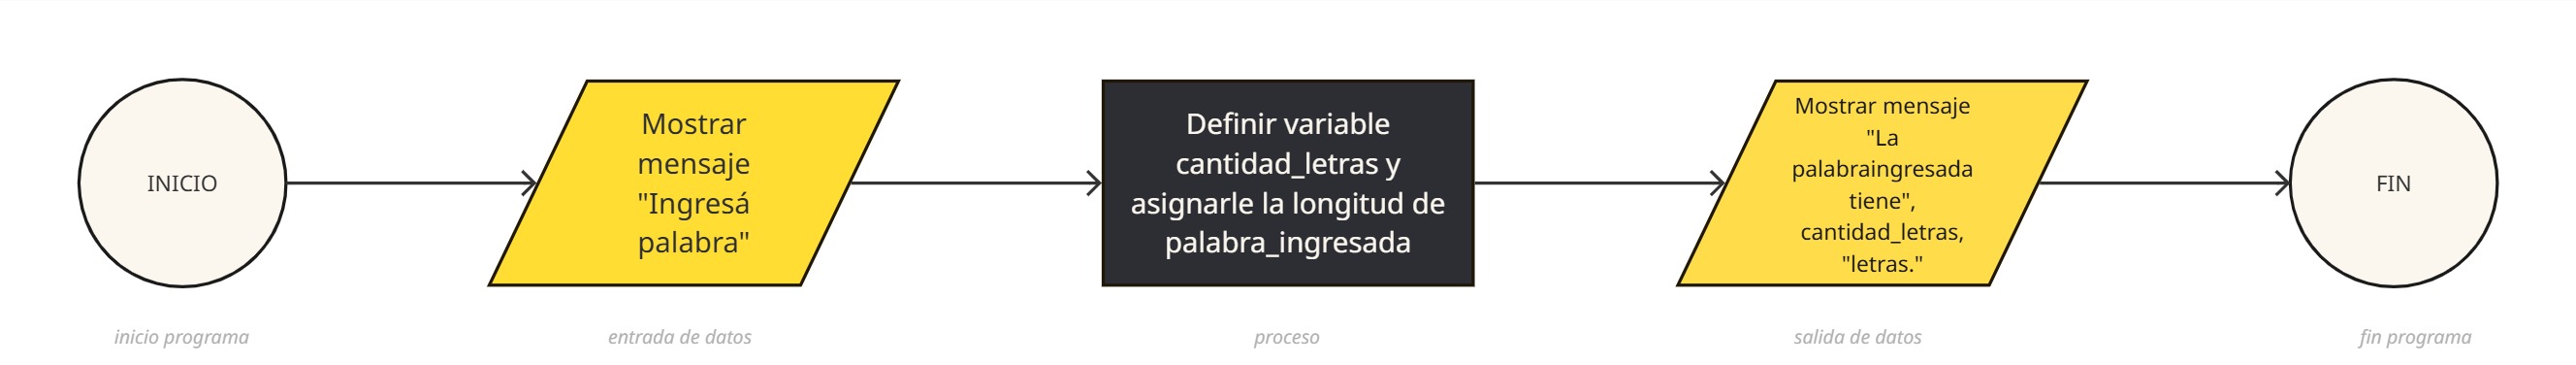 INICIO
Mostrar
mensaje
"Ingresá
palabra"
Definir variable
cantidad_letras y
asignarle la longitud de
palabra_ingresada
Mostrar mensaje
"La
palabraingresada
tiene",
cantidad_letras,
"letras."
FIN
inicio programa
entrada de datos
proceso
salida de datos
fin programa